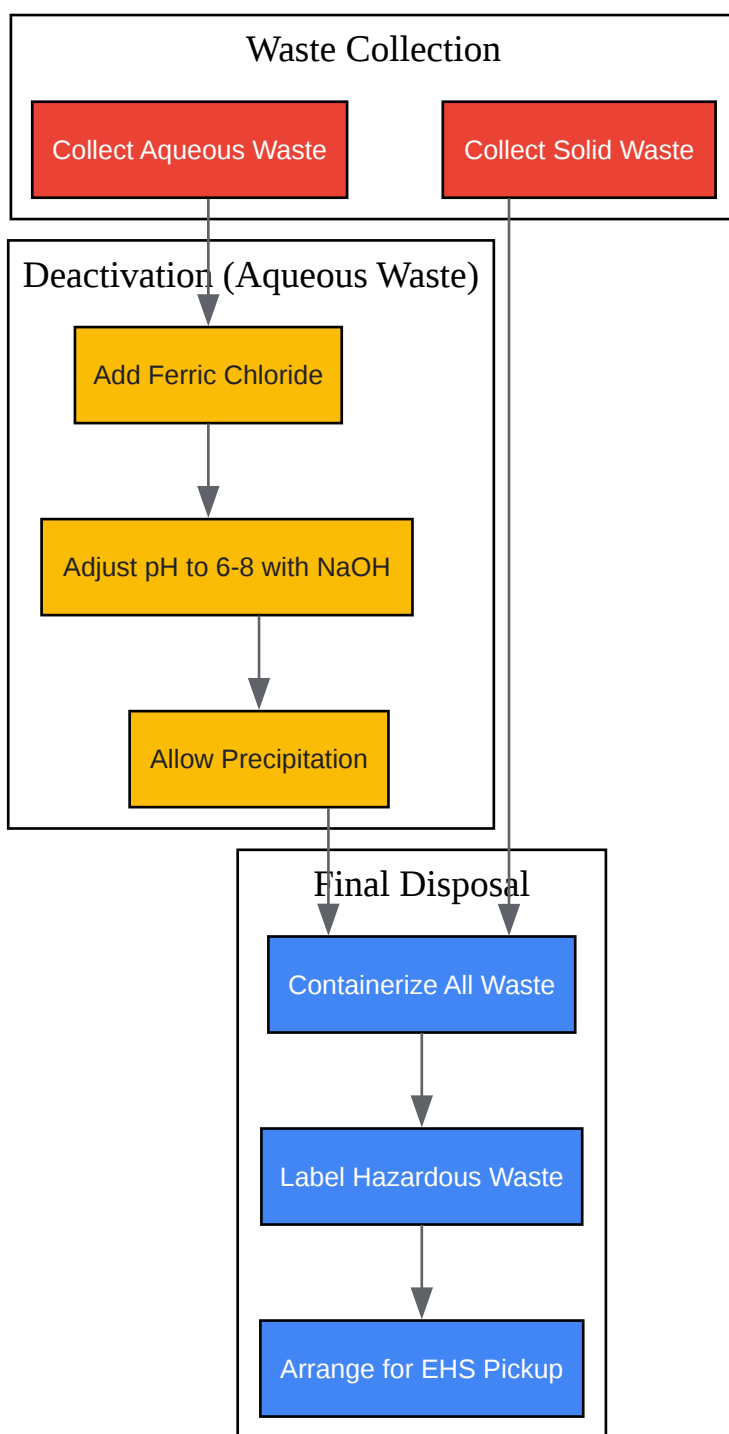 Waste Collection
Collect Aqueous Waste
Collect Solid Waste
Deactivation (Aqueous Waste)
Add Ferric Chloride
Adjust pH to 6-8 with NaOH
Allow Precipitation
Final Disposal
Containerize All Waste
Label Hazardous Waste
Arrange for EHS Pickup